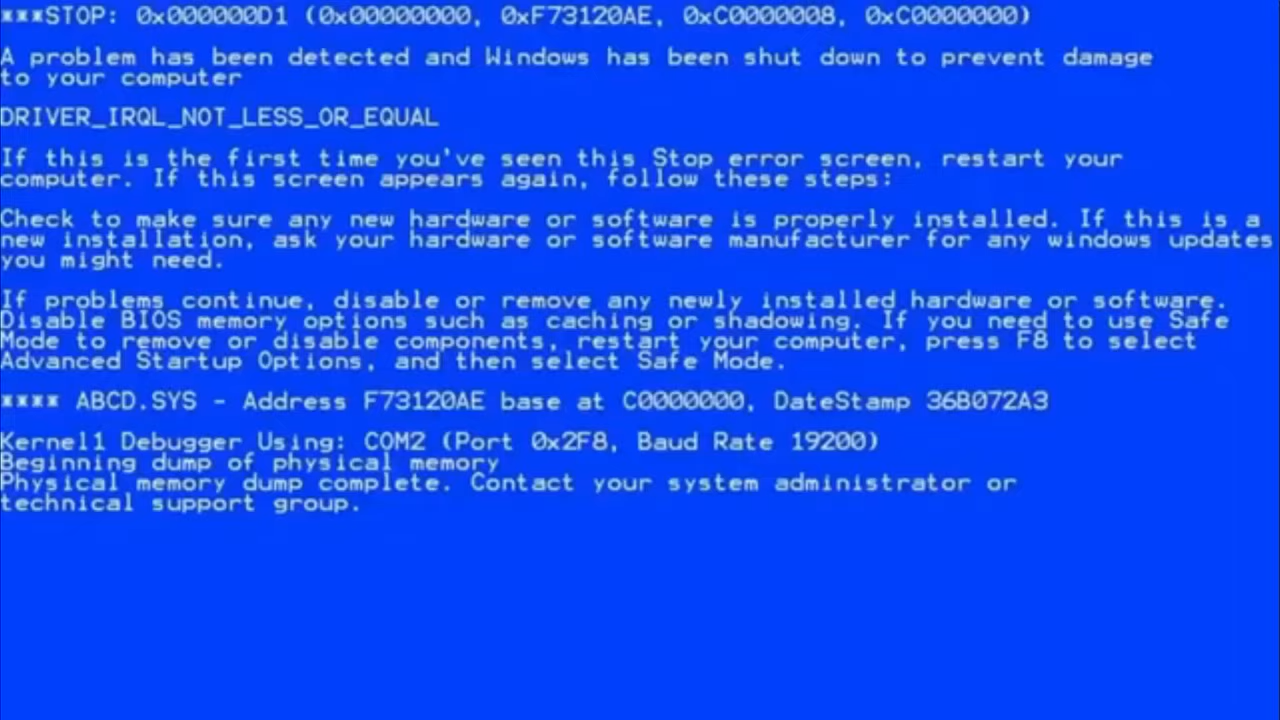 ***STOP: 0x000000D1 (0x00000000, 0xF73120AE, 0xC0000008, 0xC0000000)
A problem has been detected and Windows has been shut down to prevent damage
to your computer
DRIVER_IRQL_NOT_LESS_OR_EQUAL
If this is the first time you've seen this Stop error screen, restart your
computer. If this screen appears again, follow these steps:
Check to make sure any new hardware or software is properly installed. If this is a
new installation, ask your hardware or software manufacturer for any windows updates
you might need.
If problems continue, disable or remove any newly installed hardware or software.
Disable BIOS memory options such as caching or shadowing. If you need to use Safe
Mode to remove or disable components, restart your computer, press F8 to select
Advanced Startup Options, and then select Safe Mode.
**** ABCD.SYS - Address F73120AE base at C0000000, DateStamp 36B072A3
Kernel1 Debugger Using: COM2 (Port 0x2F8, Baud Rate 19200)
Beginning dump of physical memory
Physical memory dump complete. Contact your system administrator or
technical support group.